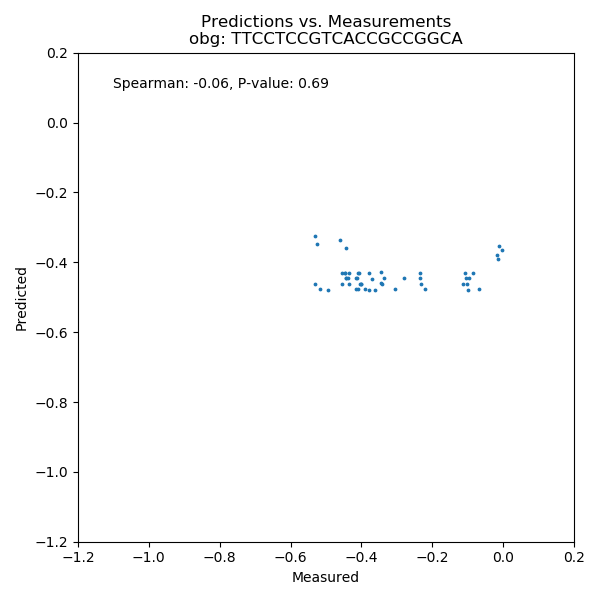 Predictions vs. Measurements
obg: TTCCTCCGTCACCGCCGGCA
Spearman: -0.06, P-value: 0.69
0.2
0.0
−0.2
−0.4
−0.6
−0.8
−1.0
−1.2
Predicted
−1.2 −1.0 −0.8 −0.6 −0.4 −0.2 0.0 0.2
Measured